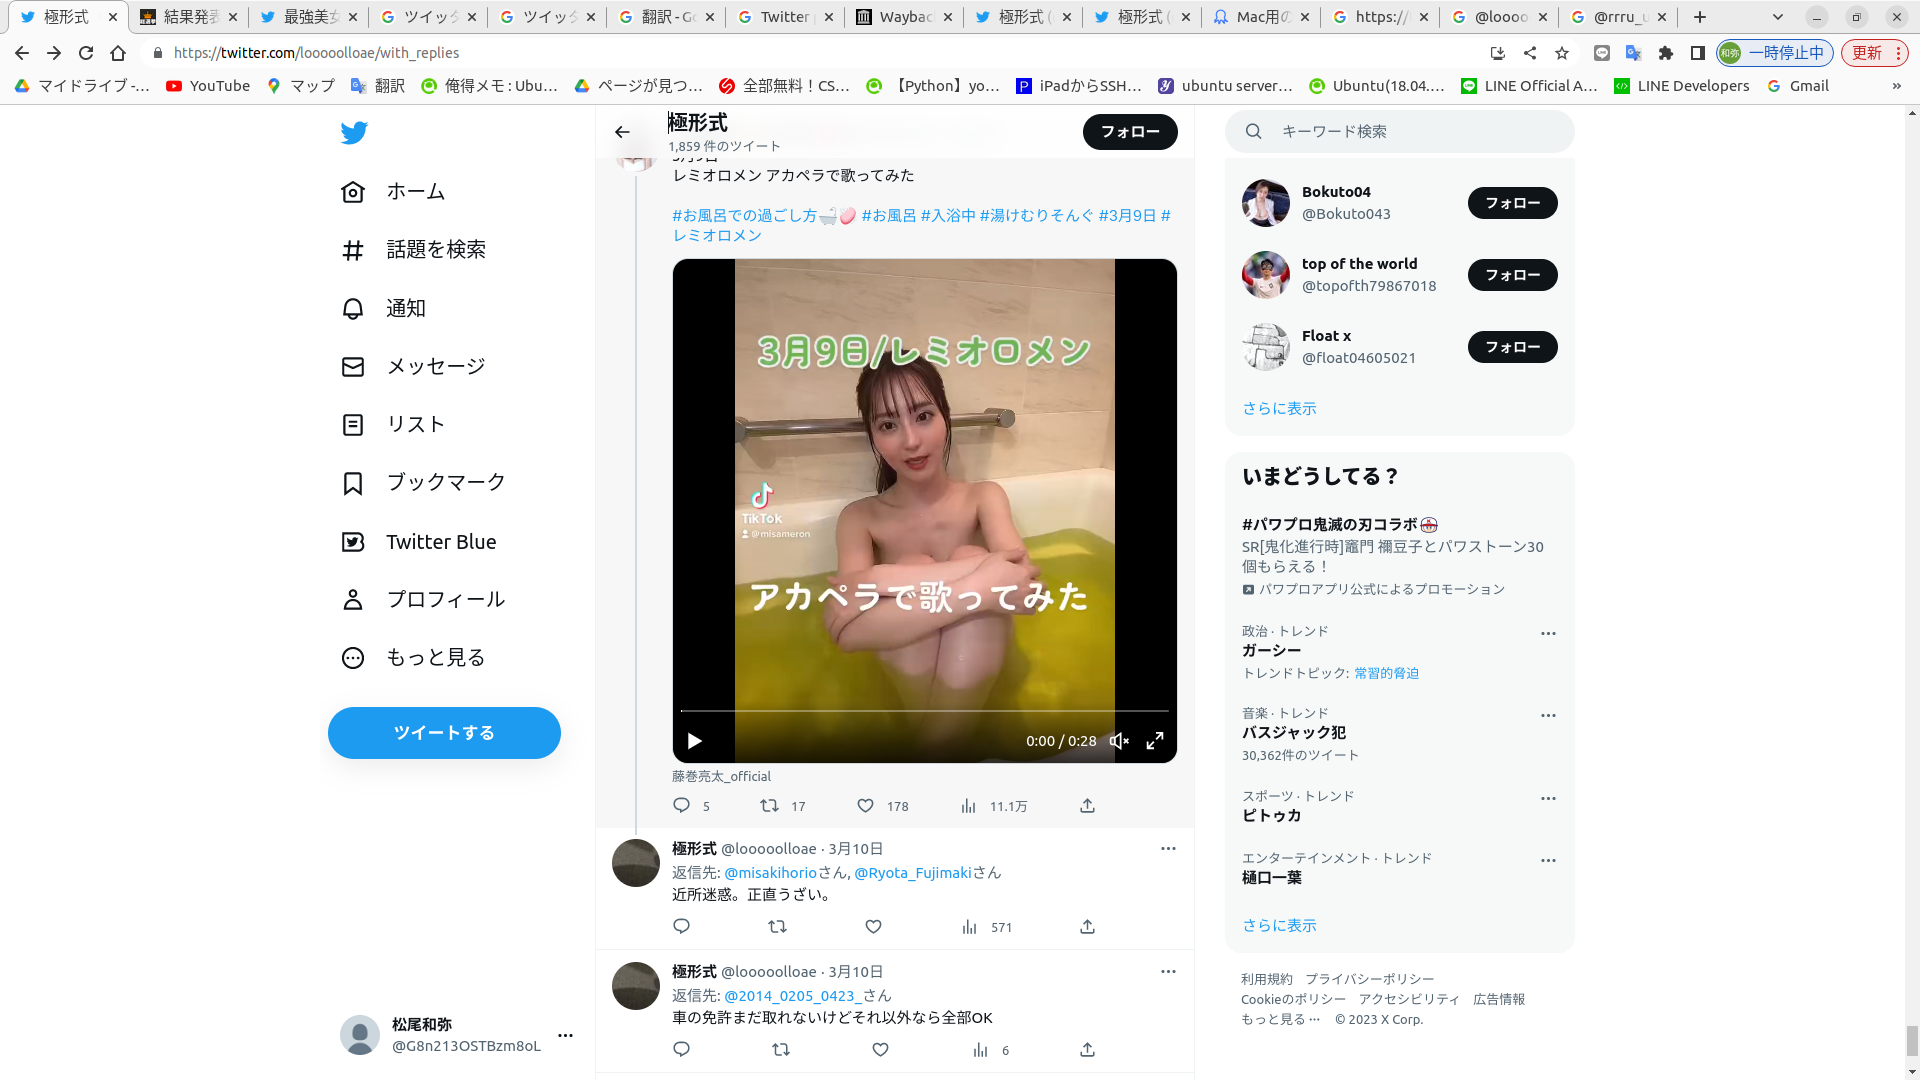 極形式
結果発表
最強美女
ツイッタ
ツイッタ
翻訳 - Go
Twitter
Wayback
極形式 (
極形式 (
Mac用の
https://
@loooo
@rrru_u
https://twitter.com/looooolloae/with_replies
和弥
一時停止中
更新
マイドライブ -...
YouTube
マップ
翻訳
俺得メモ : Ubu...
ページが見つ...
全部無料！CS...
【Python】yo...
iPadからSSH...
ubuntu server...
Ubuntu(18.04....
LINE Official A...
LINE Developers
Gmail
»
ホーム
話題を検索
通知
メッセージ
リスト
ブックマーク
Twitter Blue
プロフィール
もっと見る
ツイートする
松尾和弥
@G8n213OSTBzm8oL
極形式
1,859 件のツイート
フォロー
3月9日
レミオロメン アカペラで歌ってみた
#お風呂での過ごし方🛁🧼 #お風呂 #入浴中 #湯けむりそんぐ #3月9日 #
レミオロメン
3月9日/レミオロメン
TikTok
@misameron
アカペラで歌ってみた
0:00 / 0:28
藤巻亮太_official
5 17 178 11.1万
極形式 @looooolloae · 3月10日
返信先: @misakihorioさん, @Ryota_Fujimakiさん
近所迷惑。正直うざい。
571
極形式 @looooolloae · 3月10日
返信先: @2014_0205_0423_さん
車の免許まだ取れないけどそれ以外なら全部OK
6
キーワード検索
Bokuto04
@Bokuto043
フォロー
top of the world
@topofth79867018
フォロー
Float x
@float04605021
フォロー
さらに表示
いまどうしてる？
#パワプロ鬼滅の刃コラボ
SR[鬼化進行時]竈門 禰豆子とパワストーン30
個もらえる！
パワプロアプリ公式によるプロモーション
政治 · トレンド
ガーシー
トレンドトピック: 常習的脅迫
音楽 · トレンド
バスジャック犯
30,362件のツイート
スポーツ · トレンド
ピトゥカ
エンターテインメント · トレンド
樋口一葉
さらに表示
利用規約 プライバシーポリシー
Cookieのポリシー アクセシビリティ 広告情報
もっと見る ··· © 2023 X Corp.